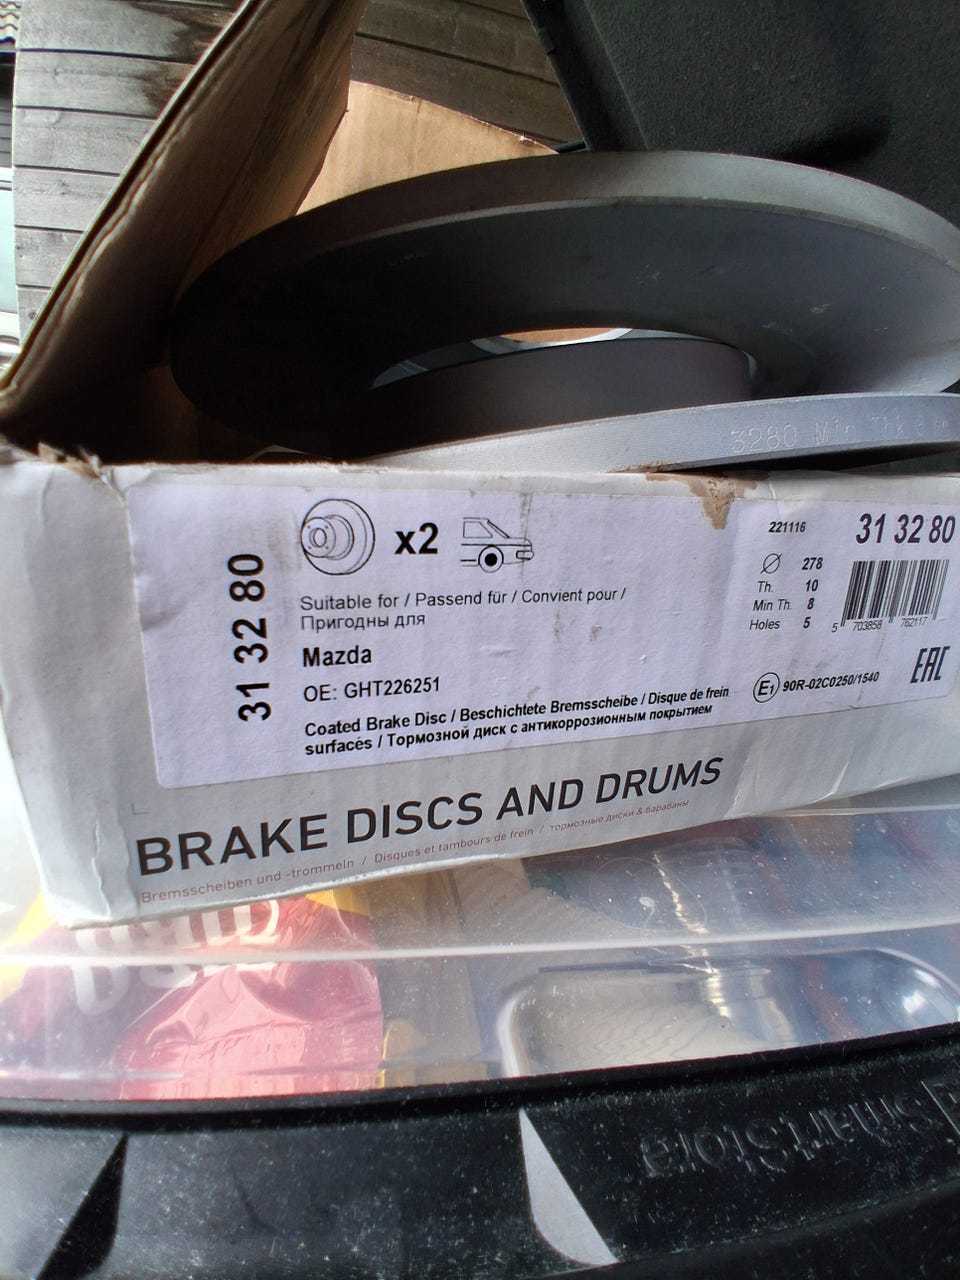 3280 Min Thk 8
31 32 80
x2
Suitable for / Passend für / Convient pour /
Пригодны для
Mazda
OE: GHT226251
Coated Brake Disc / Beschichtete Bremsscheibe / Disque de frein
surfacés / Тормозной диск с антикоррозионным покрытием
221116
31 32 80
278
Th. 10
Min Th. 8
Holes 5
5 703858 762117
E1 90R-02C0250/1540
EAC
BRAKE DISCS AND DRUMS
Bremsscheiben und -trommeln / Disques et tambours de frein / тормозные диски & барабаны
SmartStore